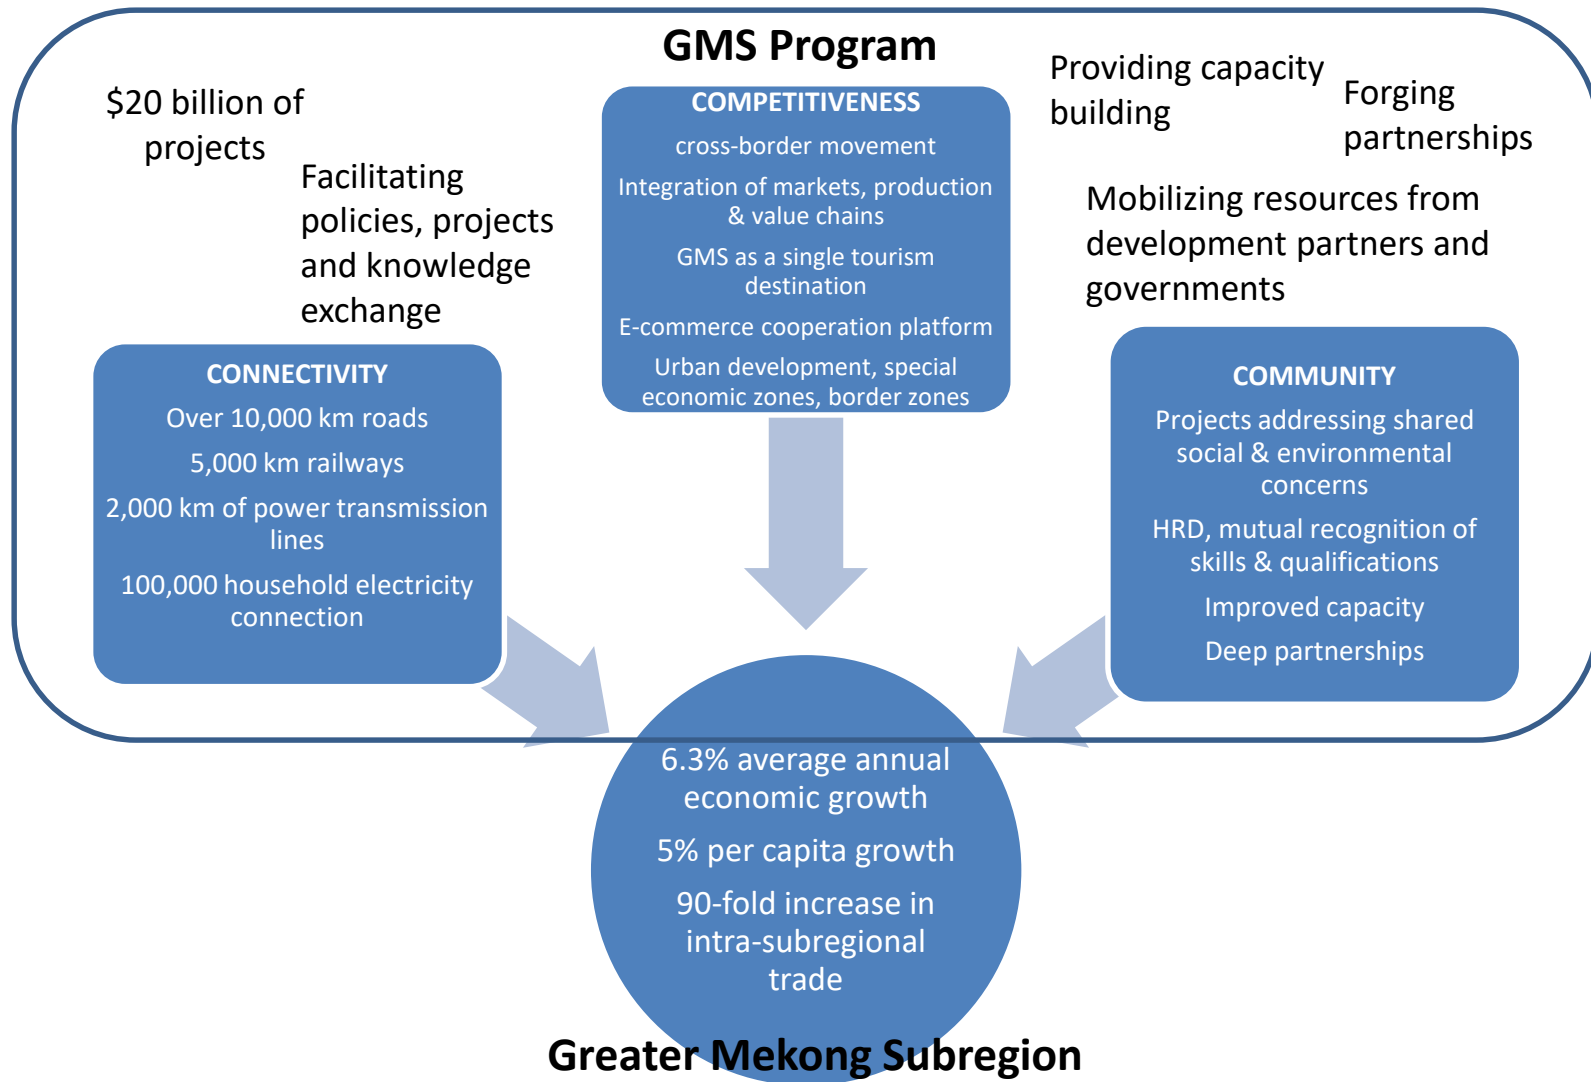 GMS Program
$20 billion of
projects
Facilitating
policies, projects
and knowledge
exchange
COMPETITIVENESS
cross-border movement
Integration of markets, production
& value chains
GMS as a single tourism
destination
E-commerce cooperation platform
Urban development, special
economic zones, border zones
Providing capacity
building
Forging
partnerships
Mobilizing resources from
development partners and
governments
CONNECTIVITY
Over 10,000 km roads
5,000 km railways
2,000 km of power transmission
lines
100,000 household electricity
connection
COMMUNITY
Projects addressing shared
social & environmental
concerns
HRD, mutual recognition of
skills & qualifications
Improved capacity
Deep partnerships
6.3% average annual
economic growth
5% per capita growth
90-fold increase in
intra-subregional
trade
Greater Mekong Subregion